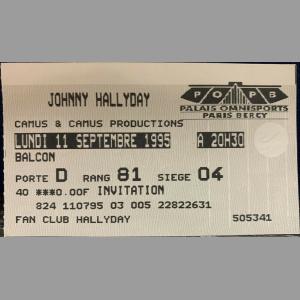 JOHNNY HALLYDAY
P O P B
PALAIS OMNISPORTS
PARIS BERCY
CAMUS & CAMUS PRODUCTIONS
LUNDI 11 SEPTEMBRE 1995 A 20H30
BALCON
PORTE D RANG 81 SIEGE 04
40 ***0.00F INVITATION
824 110795 03 005 22822631
FAN CLUB HALLYDAY 505341